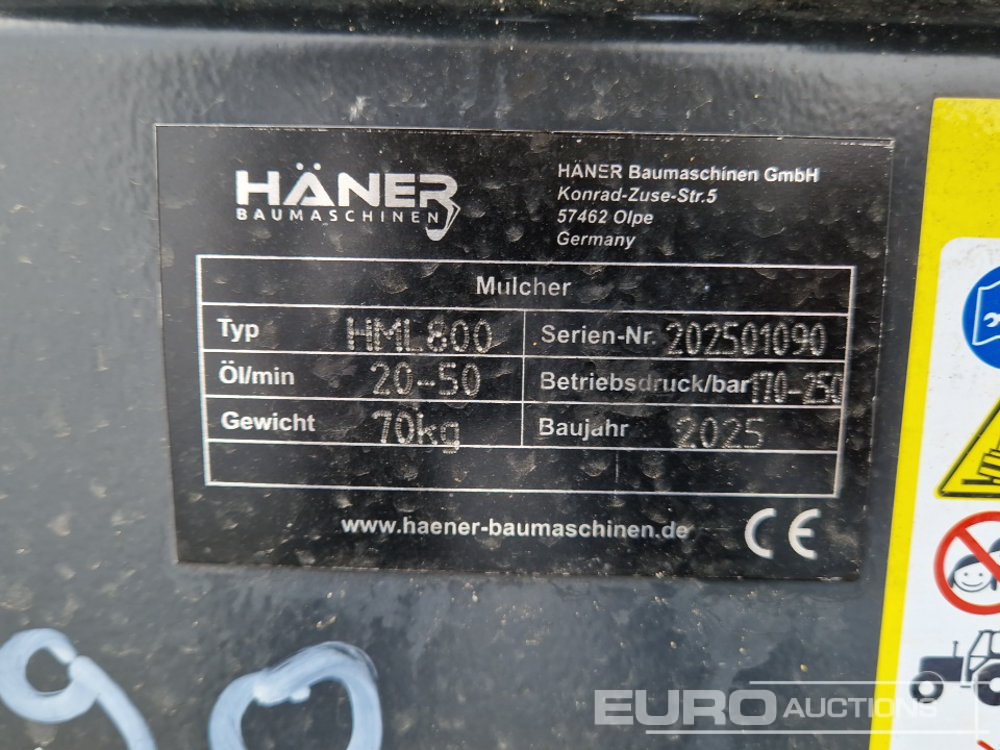 HÄNER
BAUMASCHINEN
HÄNER Baumaschinen GmbH
Konrad-Zuse-Str.5
57462 Olpe
Germany
Mulcher
Typ HML800 Serien-Nr. 202501090
Öl/min 20-50 Betriebsdruck/bar 170-250
Gewicht 70kg Baujahr 2025
www.haener-baumaschinen.de
CE
90
EURO AUCTIONS